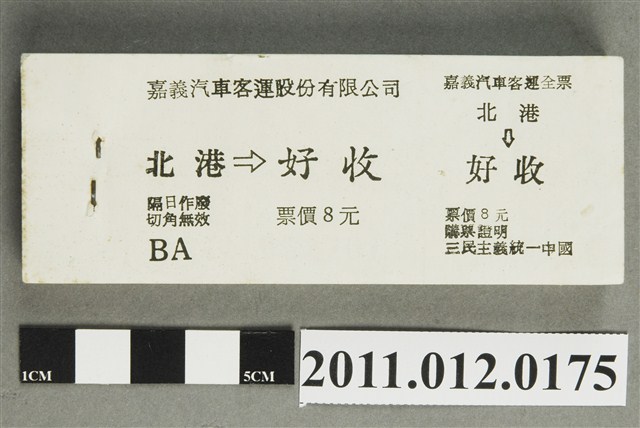 嘉義汽車客運股份有限公司
北港⇨好收
隔日作廢
切角無效
票價8元
BA
嘉義汽車客運全票
北港
⇩
好收
票價8元
購票證明
三民主義統一中國
1CM
5CM
2011.012.0175